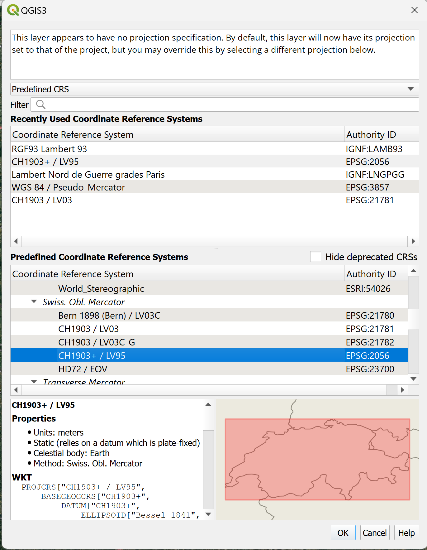 QGIS3
This layer appears to have no projection specification. By default, this layer will now have its projection
set to that of the project, but you may override this by selecting a different projection below.
Predefined CRS
Filter
Recently Used Coordinate Reference Systems
Coordinate Reference System Authority ID
RGF93 Lambert 93 IGNF:LAMB93
CH1903+ / LV95 EPSG:2056
Lambert Nord de Guerre grades Paris IGNF:LNGPGG
WGS 84 / Pseudo-Mercator EPSG:3857
CH1903 / LV03 EPSG:21781
Predefined Coordinate Reference Systems Hide deprecated CRSs
Coordinate Reference System Authority ID
World_Stereographic ESRI:54026
Swiss. Obl. Mercator
Bern 1898 (Bern) / LV03C EPSG:21780
CH1903 / LV03 EPSG:21781
CH1903 / LV03C-G EPSG:21782
CH1903+ / LV95 EPSG:2056
HD72 / EOV EPSG:23700
Transverse Mercator
CH1903+ / LV95
Properties
• Units: meters
• Static (relies on a datum which is plate fixed)
• Celestial body: Earth
• Method: Swiss. Obl. Mercator
WKT
PROJCRS["CH1903+ / LV95",
BASEGEOGCRS["CH1903+",
DATUM["CH1903+",
ELLIPSOID["Bessel 1841",
OK Cancel Help